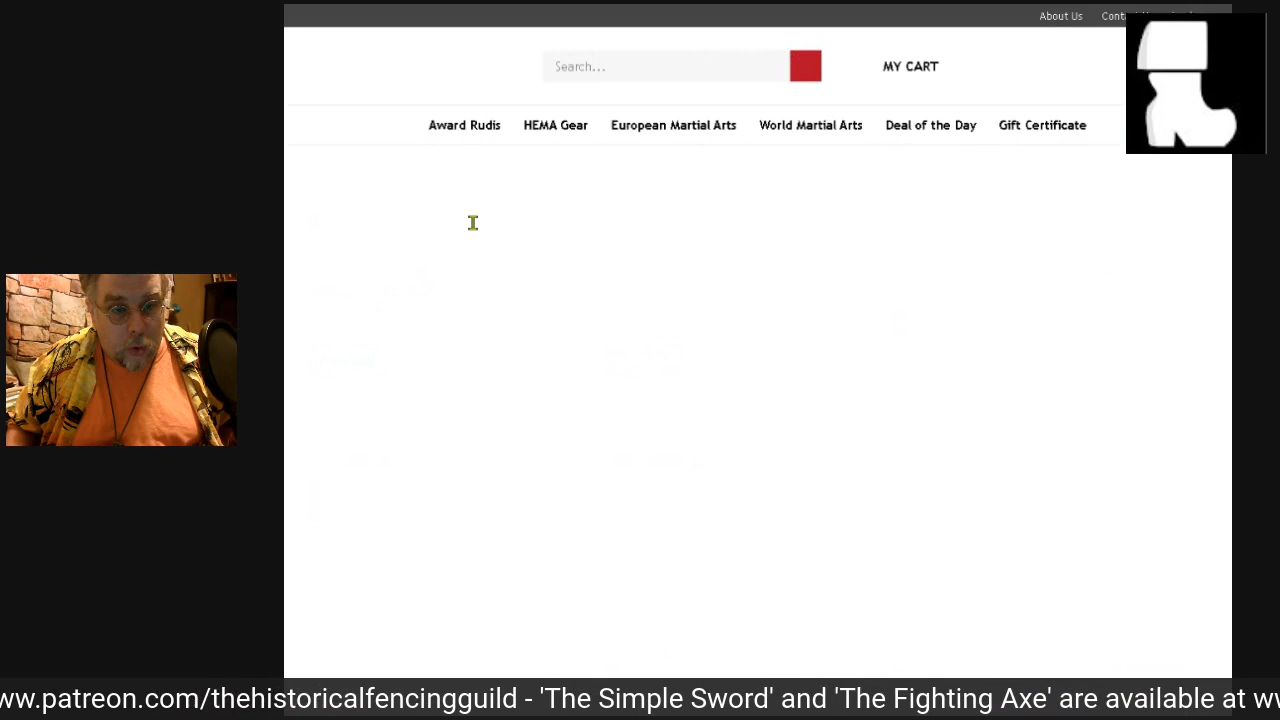 About Us
Search...
MY CART
Award Rudis HEMA Gear European Martial Arts World Martial Arts Deal of the Day Gift Certificate
ww.patreon.com/thehistoricalfencingguild - 'The Simple Sword' and 'The Fighting Axe' are available at ww